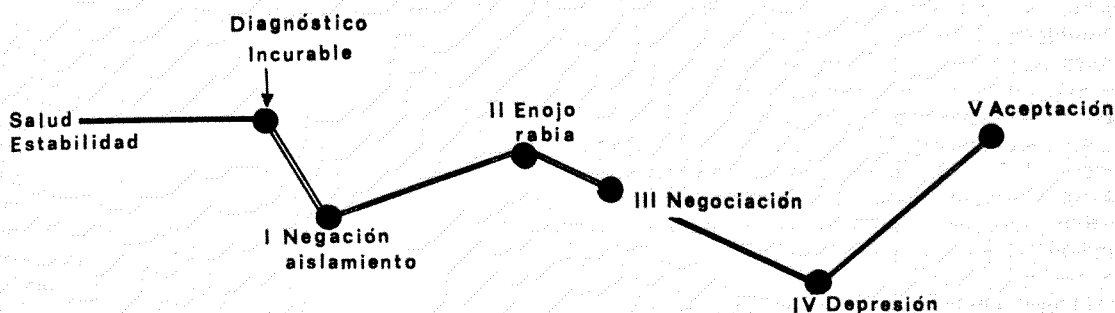 Diagnóstico
Incurable
Salud
Estabilidad
I Negación
aislamiento
II Enojo
rabia
III Negociación
IV Depresión
V Aceptación